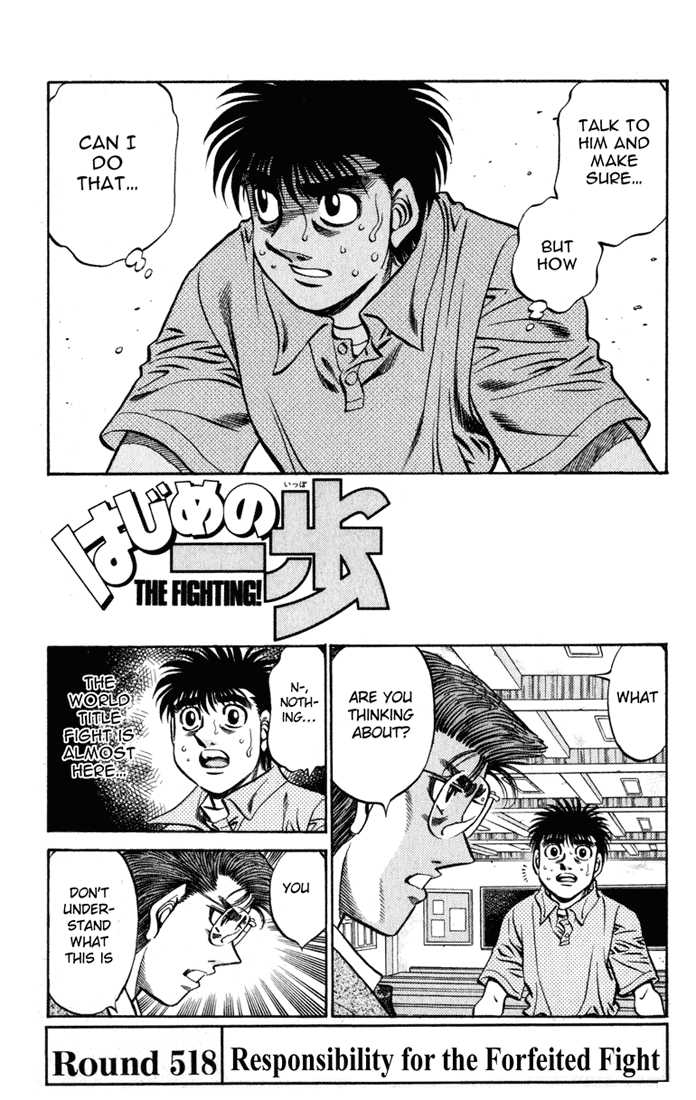 TALK TO
HIM AND
MAKE
SURE...
BUT
HOW
CAN I
DO
THAT...
はじめの一歩
いっぽ
THE FIGHTING!
WHAT
ARE YOU
THINKING
ABOUT?
N-,
NOTH-
ING...
THE
WORLD
TITLE
FIGHT IS
ALMOST
HERE...
YOU
DON'T
UNDER-
STAND
WHAT
THIS IS
Round 518
Responsibility for the Forfeited Fight